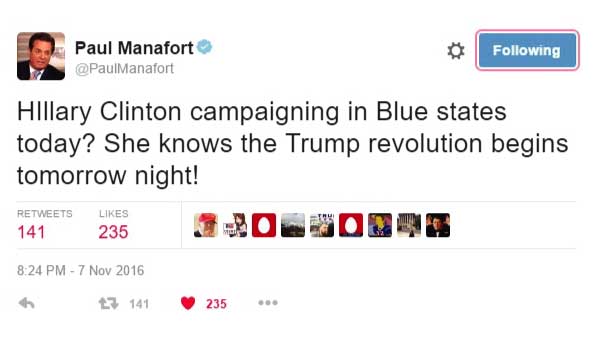 Paul Manafort
@PaulManafort
Following
HIllary Clinton campaigning in Blue states
today? She knows the Trump revolution begins
tomorrow night!
RETWEETS LIKES
141 235
TRU
8:24 PM - 7 Nov 2016
141 235